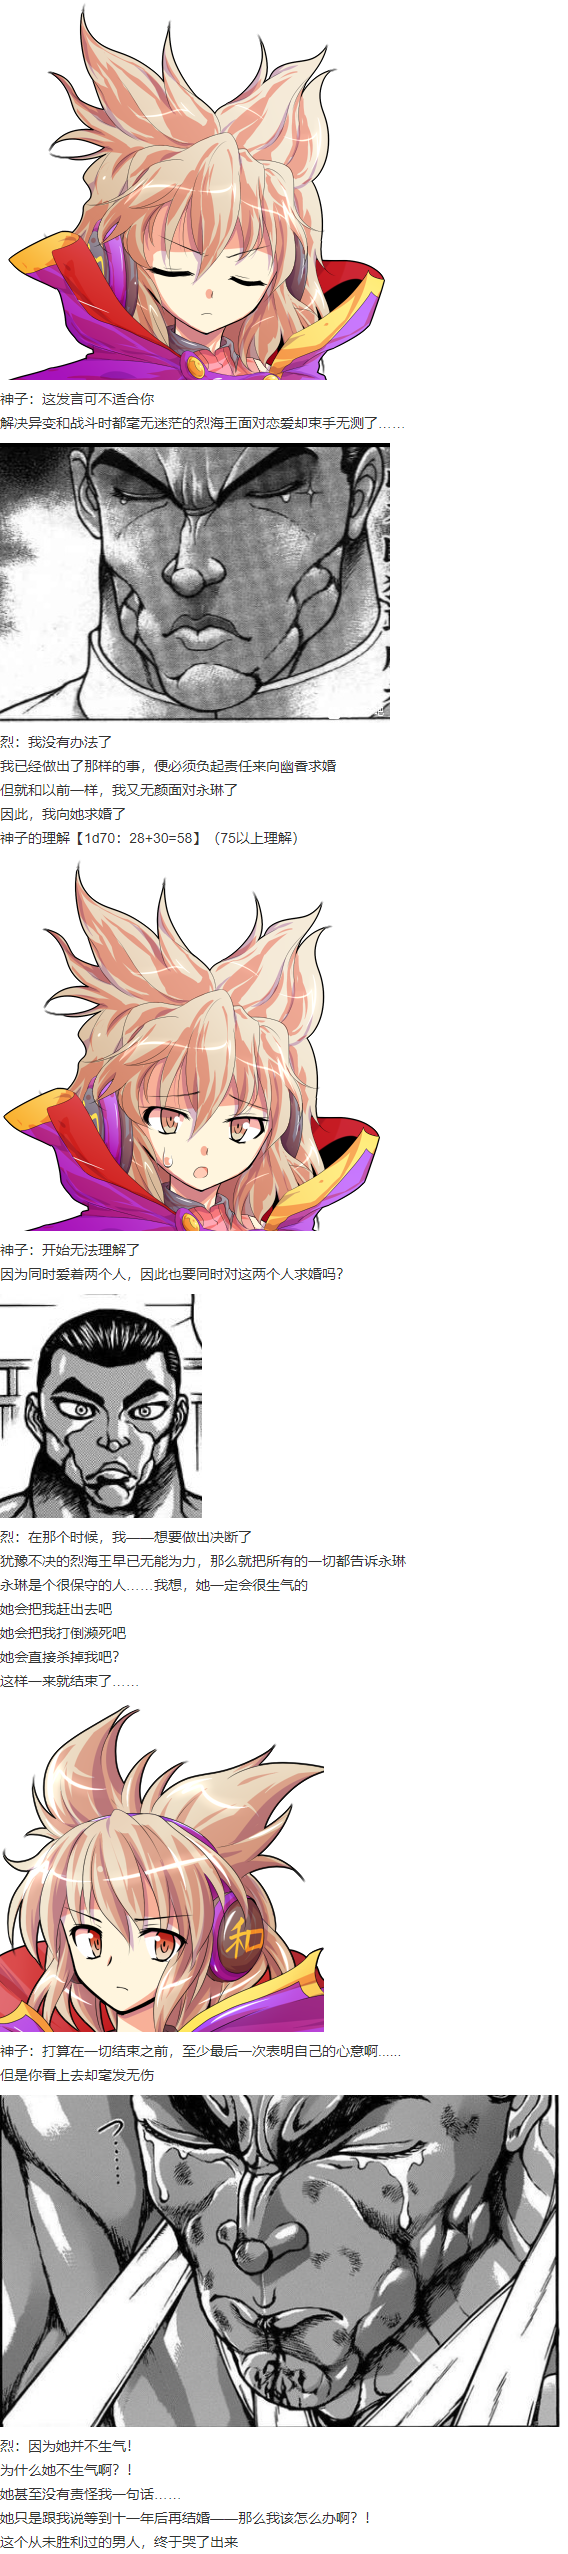 神子：这发言可不适合你
解决异变和战斗时都毫无迷茫的烈海王面对恋爱却束手无测了……
烈：我没有办法了
我已经做出了那样的事，便必须负起责任来向幽香求婚
但就和以前一样，我又无颜面对永琳了
因此，我向她求婚了
神子的理解【1d70：28+30=58】（75以上理解）
神子：开始无法理解了
因为同时爱着两个人，因此也要同时对这两个人求婚吗？
烈：在那个时候，我——想要做出决断了
犹豫不决的烈海王早已无能为力，那么就把所有的一切都告诉永琳
永琳是个很保守的人……我想，她一定会很生气的
她会把我赶出去吧
她会把我打倒濒死吧
她会直接杀掉我吧？
这样一来就结束了……
和
神子：打算在一切结束之前，至少最后一次表明自己的心意啊……
但是你看上去却毫发无伤
烈：因为她并不生气！
为什么她不生气啊？！
她甚至没有责怪我一句话……
她只是跟我说等到十一年后再结婚——那么我该怎么办啊？！
这个从未胜利过的男人，终于哭了出来